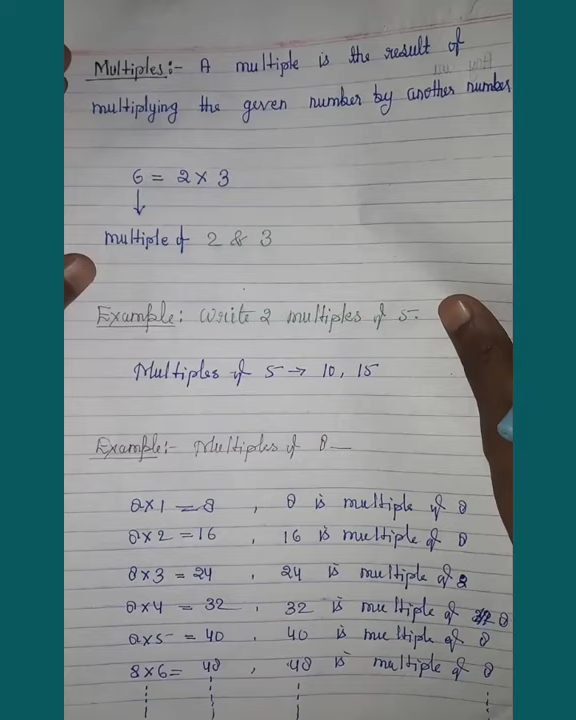 Multiples:- A multiple is the result of
multiplying the given number by another number
6 = 2 × 3
↓
multiple of 2 & 3
Example: Write 2 multiples of 5.
Multiples of 5 → 10, 15
Example:- Multiples of 8
8×1 = 8 , 8 is multiple of 8
8×2 = 16 , 16 is multiple of 8
8×3 = 24 , 24 is multiple of 8
8×4 = 32 , 32 is multiple of 8
8×5 = 40 , 40 is multiple of 8
8×6 = 48 , 48 is multiple of 8